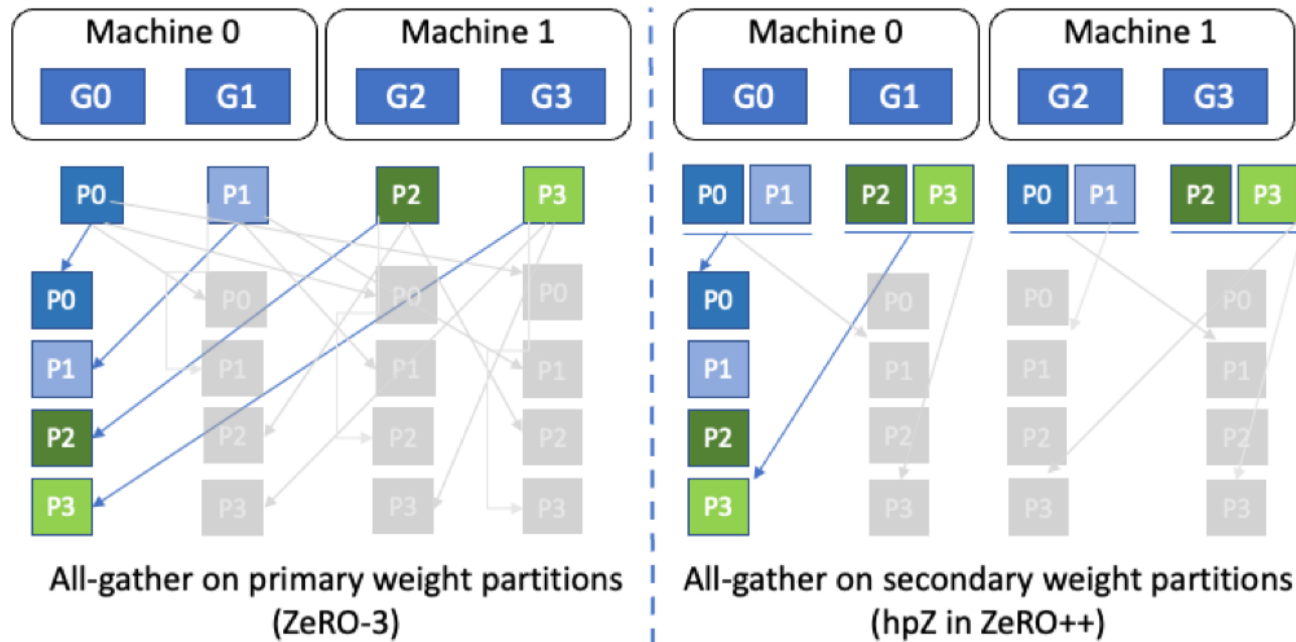 Machine 0 Machine 1 Machine 0 Machine 1
G0 G1 G2 G3 G0 G1 G2 G3
P0 P1 P2 P3 P0 P1 P2 P3 P0 P1 P2 P3
P0 P0 P0 P0 P0 P0 P0 P0
P1 P1 P1 P1 P1 P1 P1 P1
P2 P2 P2 P2 P2 P2 P2 P2
P3 P3 P3 P3 P3 P3 P3 P3
All-gather on primary weight partitions
(ZeRO-3)
All-gather on secondary weight partitions
(hpZ in ZeRO++)